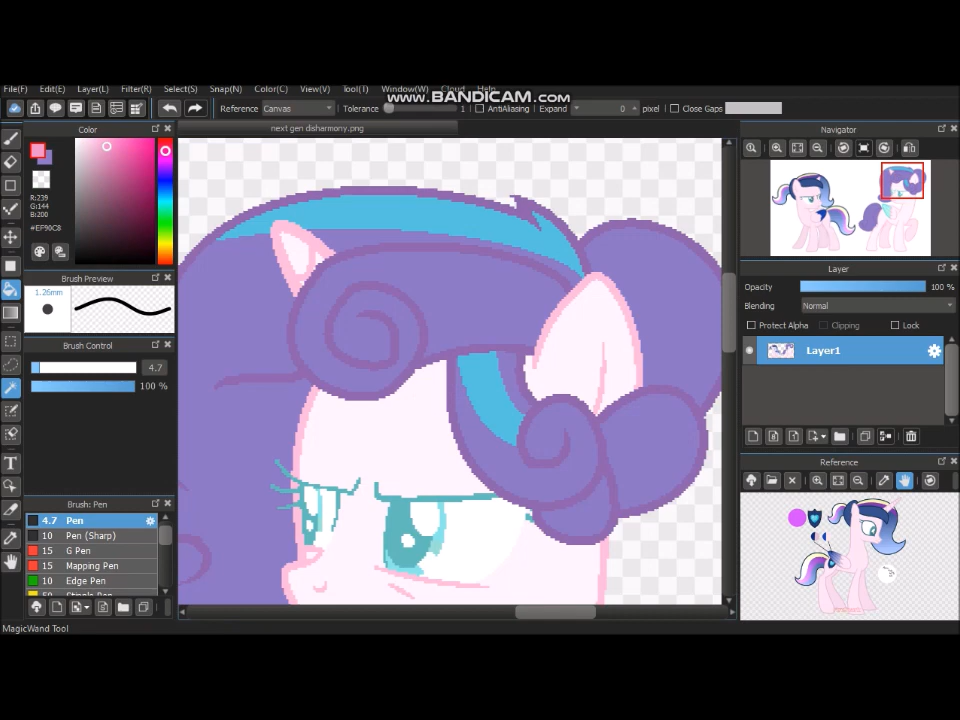 File(F) Edit(E) Layer(L) Filter(R) Select(S) Snap(N) Color(C) View(V) Tool(T) Window(W) Cloud
www.BANDICAM.com
Reference Canvas Tolerance 1 AntiAliasing Expand 0 pixel Close Gaps
Color
next gen disharmony.png
Navigator
R:239
G:144
B:200
#EF90C8
Layer
Brush Preview
1.26mm
Opacity 100 %
Blending Normal
Protect Alpha Clipping Lock
Brush Control
Layer1
4.7
100 %
Reference
Brush: Pen
4.7 Pen
10 Pen (Sharp)
15 G Pen
15 Mapping Pen
10 Edge Pen
MagicWand Tool